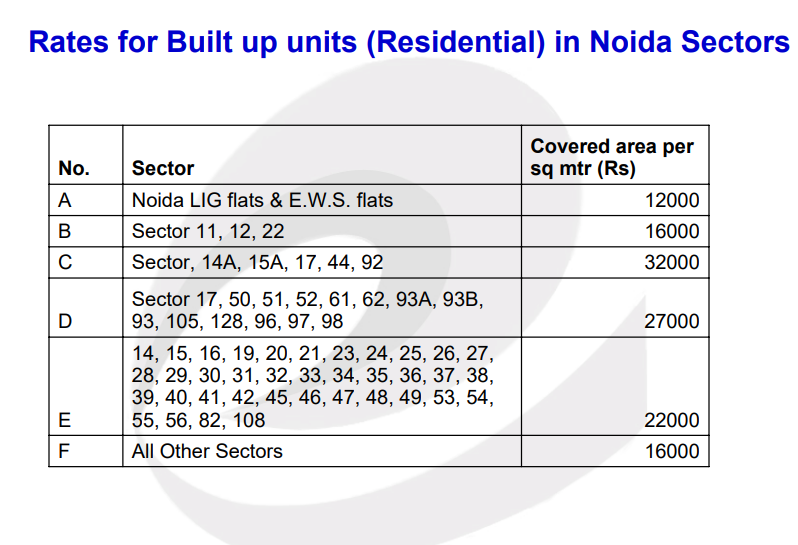 Rates for Built up units (Residential) in Noida Sectors
Covered area per
No. Sector sq mtr (Rs)
A Noida LIG flats & E.W.S. flats 12000
B Sector 11, 12, 22 16000
C Sector, 14A, 15A, 17, 44, 92 32000
Sector 17, 50, 51, 52, 61, 62, 93A, 93B,
D 93, 105, 128, 96, 97, 98 27000
14, 15, 16, 19, 20, 21, 23, 24, 25, 26, 27,
28, 29, 30, 31, 32, 33, 34, 35, 36, 37, 38,
39, 40, 41, 42, 45, 46, 47, 48, 49, 53, 54,
E 55, 56, 82, 108 22000
F All Other Sectors 16000